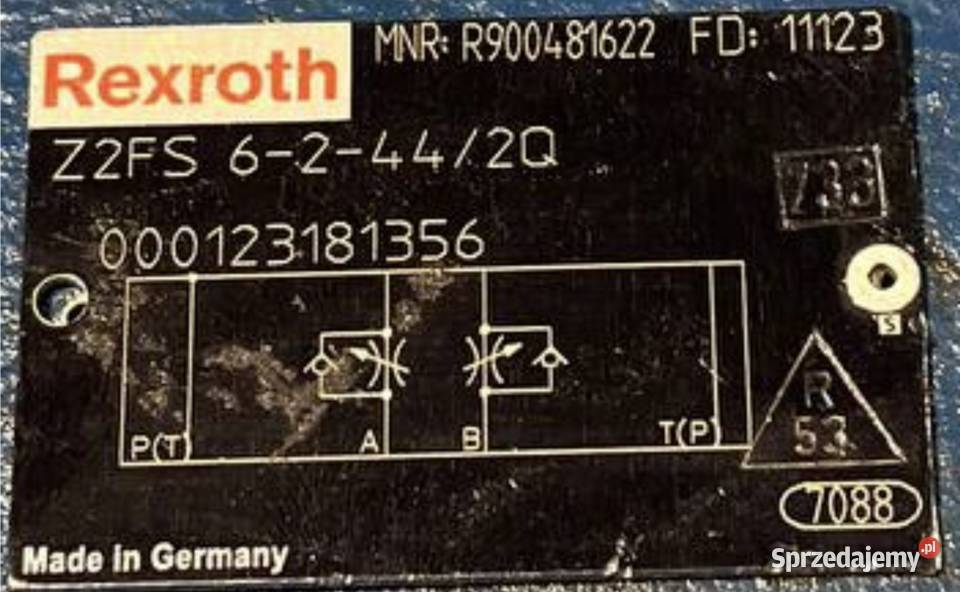 Rexroth
MNR: R900481622 FD: 11123
Z2FS 6-2-44/2Q
733
000123181356
S
P(T) A B T(P)
R
53
7088
Made in Germany
Sprzedajemy.pl